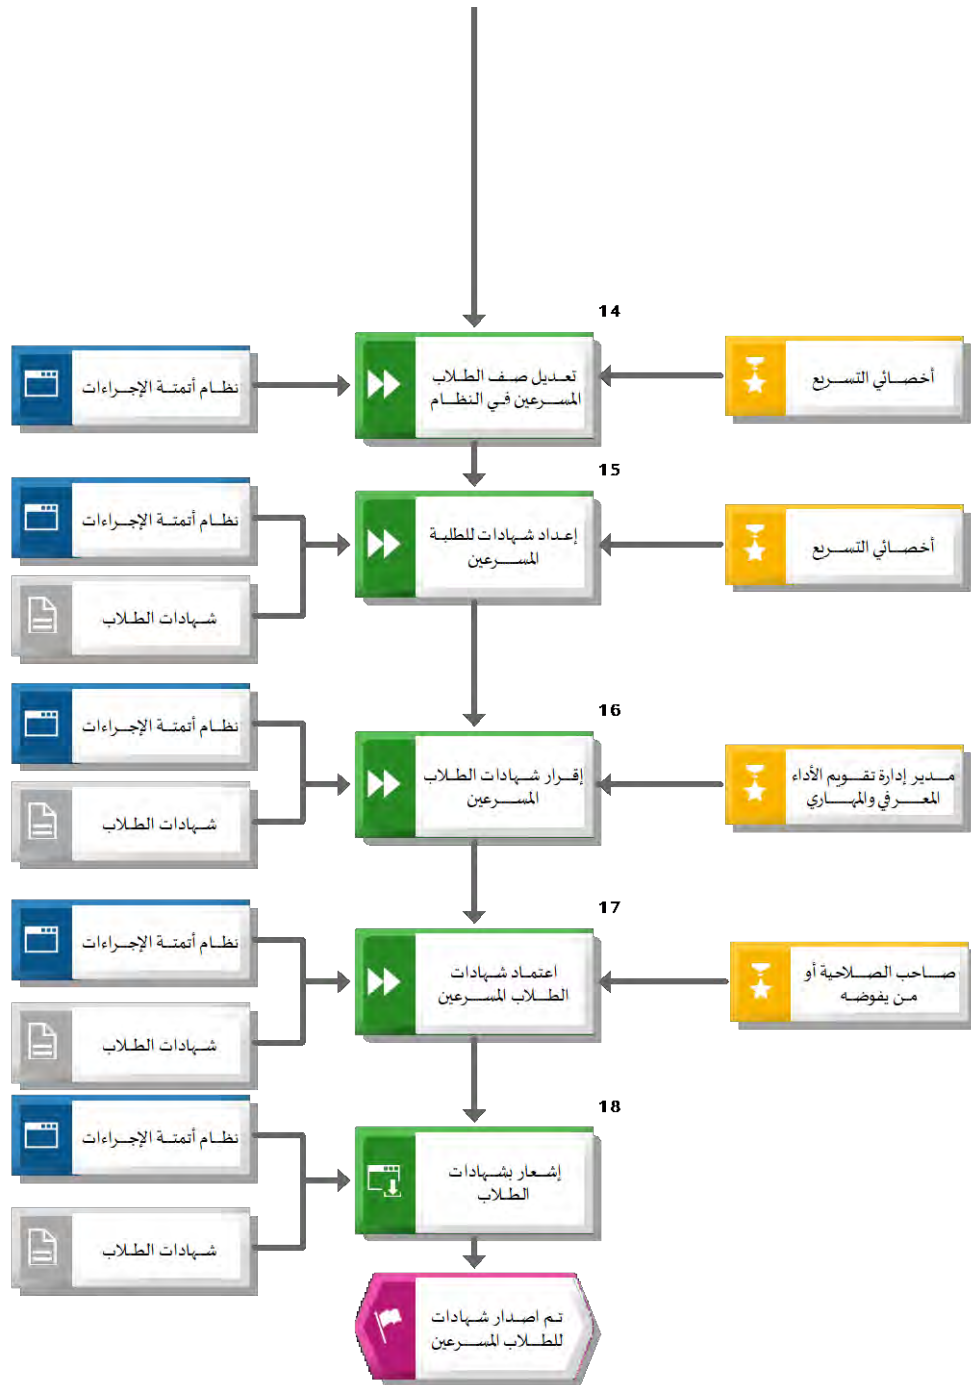 14
أخصائي التسريع
تعديل صف الطلاب
المسرعين في النظام
نظام أتمتة الإجراءات
15
أخصائي التسريع
إعداد شهادات للطلبة
المسرعين
نظام أتمتة الإجراءات
شهادات الطلاب
16
مدير إدارة تقويم الأداء
المعرفي والمهاري
إقرار شهادات الطلاب
المسرعين
نظام أتمتة الإجراءات
شهادات الطلاب
17
صاحب الصلاحية أو
من يفوضه
اعتماد شهادات
الطلاب المسرعين
نظام أتمتة الإجراءات
شهادات الطلاب
18
إشعار بشهادات
الطلاب
نظام أتمتة الإجراءات
شهادات الطلاب
تم اصدار شهادات
للطلاب المسرعين